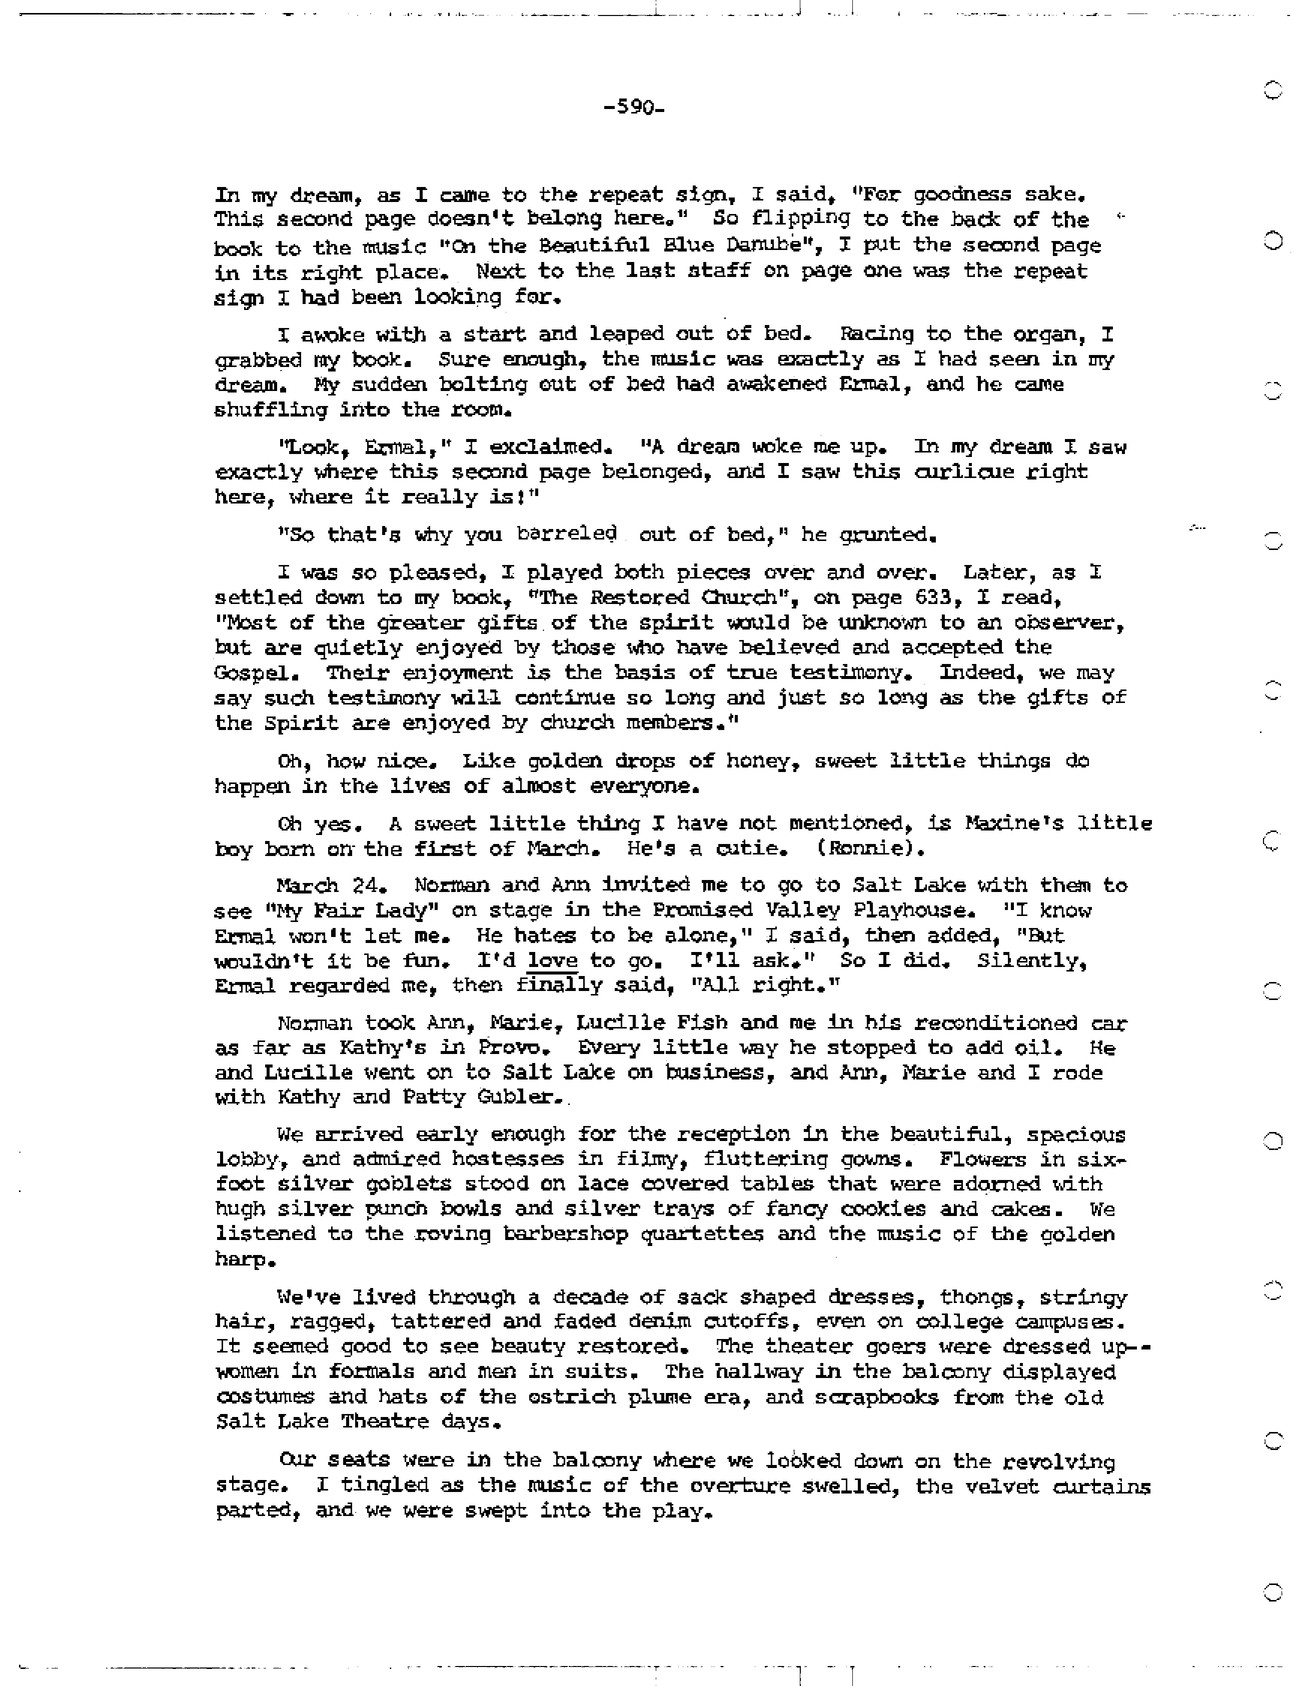 -590-
In my dream, as I came to the repeat sign, I said, "For goodness sake.
This second page doesn't belong here." So flipping to the back of the
book to the music "On the Beautiful Blue Danube", I put the second page
in its right place. Next to the last staff on page one was the repeat
sign I had been looking for.
I awoke with a start and leaped out of bed. Racing to the organ, I
grabbed my book. Sure enough, the music was exactly as I had seen in my
dream. My sudden bolting out of bed had awakened Ermal, and he came
shuffling into the room.
"Look, Ermal," I exclaimed. "A dream woke me up. In my dream I saw
exactly where this second page belonged, and I saw this curlicue right
here, where it really is!"
"So that's why you barreled out of bed," he grunted.
I was so pleased, I played both pieces over and over. Later, as I
settled down to my book, "The Restored Church", on page 633, I read,
"Most of the greater gifts of the spirit would be unknown to an observer,
but are quietly enjoyed by those who have believed and accepted the
Gospel. Their enjoyment is the basis of true testimony. Indeed, we may
say such testimony will continue so long and just so long as the gifts of
the Spirit are enjoyed by church members."
Oh, how nice. Like golden drops of honey, sweet little things do
happen in the lives of almost everyone.
Oh yes. A sweet little thing I have not mentioned, is Maxine's little
boy born on the first of March. He's a cutie. (Ronnie).
March 24. Norman and Ann invited me to go to Salt Lake with them to
see "My Fair Lady" on stage in the Promised Valley Playhouse. "I know
Ermal won't let me. He hates to be alone," I said, then added, "But
wouldn't it be fun. I'd love to go. I'll ask." So I did. Silently,
Ermal regarded me, then finally said, "All right."
Norman took Ann, Marie, Lucille Fish and me in his reconditioned car
as far as Kathy's in Provo. Every little way he stopped to add oil. He
and Lucille went on to Salt Lake on business, and Ann, Marie and I rode
with Kathy and Patty Gubler.
We arrived early enough for the reception in the beautiful, spacious
lobby, and admired hostesses in filmy, fluttering gowns. Flowers in six-
foot silver goblets stood on lace covered tables that were adorned with
hugh silver punch bowls and silver trays of fancy cookies and cakes. We
listened to the roving barbershop quartettes and the music of the golden
harp.
We've lived through a decade of sack shaped dresses, thongs, stringy
hair, ragged, tattered and faded denim cutoffs, even on college campuses.
It seemed good to see beauty restored. The theater goers were dressed up--
women in formals and men in suits. The hallway in the balcony displayed
costumes and hats of the ostrich plume era, and scrapbooks from the old
Salt Lake Theatre days.
Our seats were in the balcony where we looked down on the revolving
stage. I tingled as the music of the overture swelled, the velvet curtains
parted, and we were swept into the play.